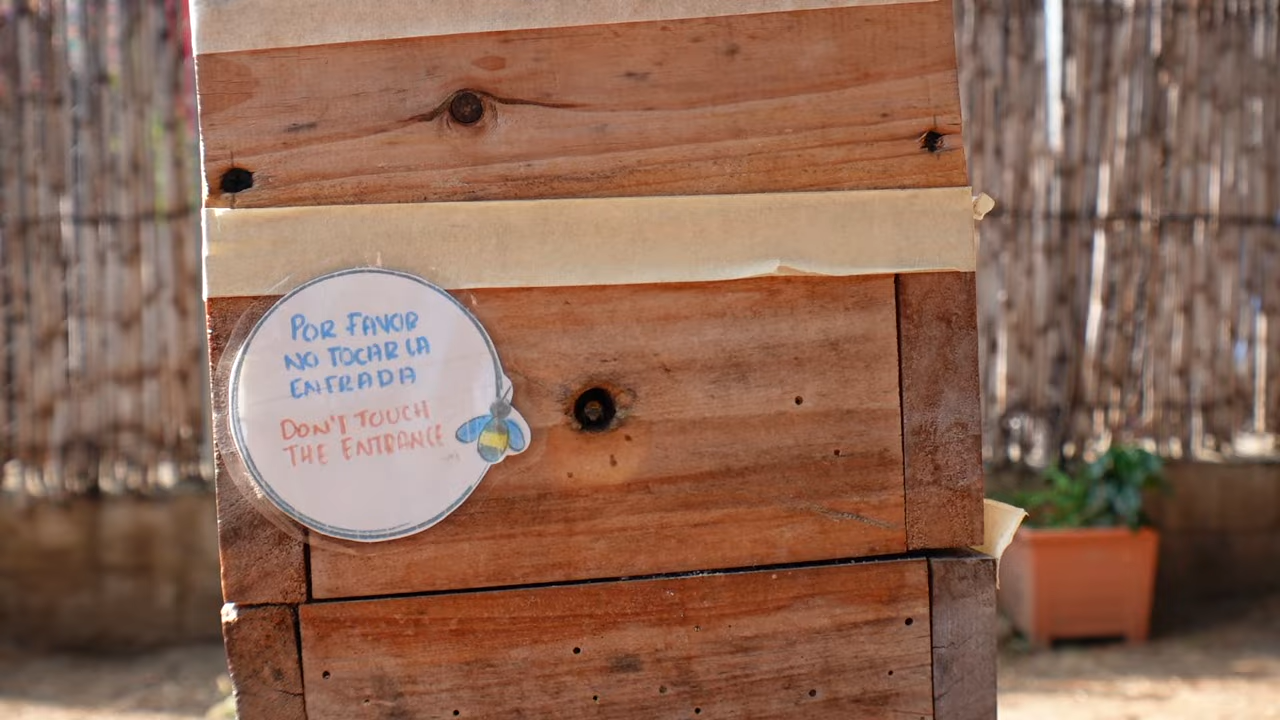 POR FAVOR
NO TOCAR LA
ENTRADA
DON'T TOUCH
THE ENTRANCE